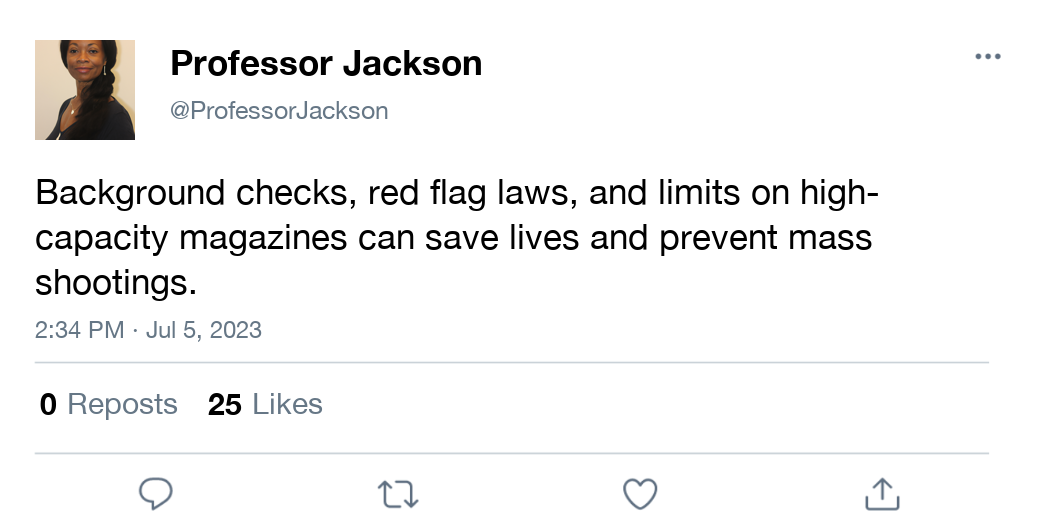 Professor Jackson
@ProfessorJackson
Background checks, red flag laws, and limits on high-
capacity magazines can save lives and prevent mass
shootings.
2:34 PM · Jul 5, 2023
0 Reposts 25 Likes